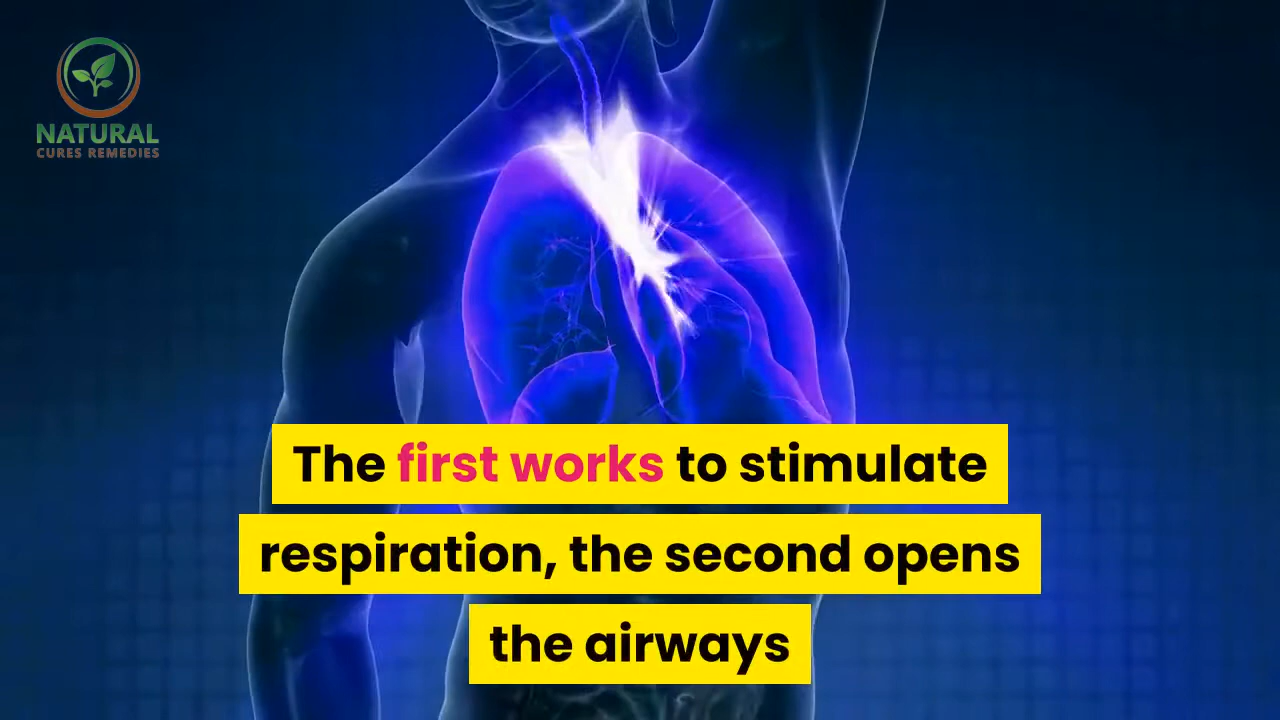 NATURAL
CURES REMEDIES
The first works to stimulate
respiration, the second opens
the airways